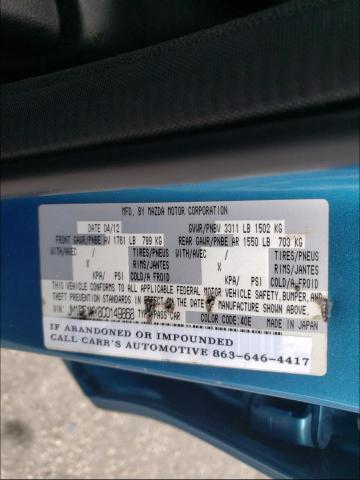 MFD. BY MAZDA MOTOR CORPORATION
DATE 04/12 GVWR/PNBV 3311 LB 1502 KG
FRONT GAWR/PNBE AV 1761 LB 799 KG REAR GAWR/PNBE AR 1550 LB 703 KG
WITH/AVEC / TIRES/PNEUS WITH/AVEC / TIRES/PNEUS
X RIMS/JANTES X RIMS/JANTES
KPA/ PSI COLD/A FROID KPA/ PSI COLD/A FROID
THIS VEHICLE CONFORMS TO ALL APPLICABLE FEDERAL MOTOR VEHICLE SAFETY, BUMPER, AND
THEFT PREVENTION STANDARDS IN EFFECT ON THE DATE OF MANUFACTURE SHOWN ABOVE.
VIN: TYPE: PASS CAR COLOR CODE: 40E MADE IN JAPAN
IF ABANDONED OR IMPOUNDED
CALL CARR'S AUTOMOTIVE 863-646-4417